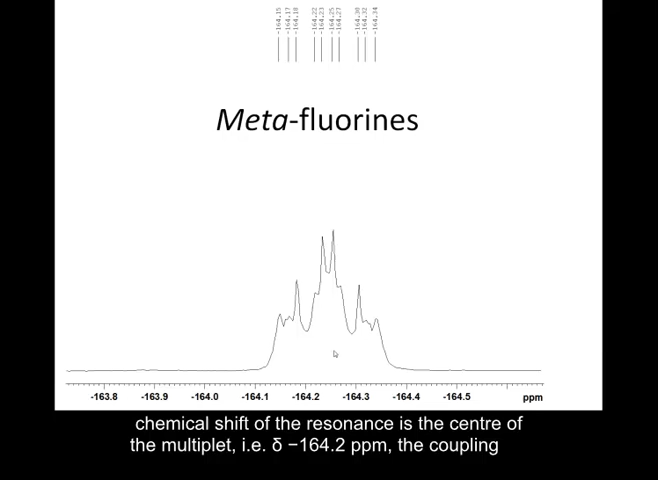 -164.15 -164.17 -164.18 -164.22 -164.23 -164.25 -164.27 -164.30 -164.32 -164.34
Meta-fluorines
-163.8 -163.9 -164.0 -164.1 -164.2 -164.3 -164.4 -164.5 ppm
chemical shift of the resonance is the centre of
the multiplet, i.e. δ −164.2 ppm, the coupling